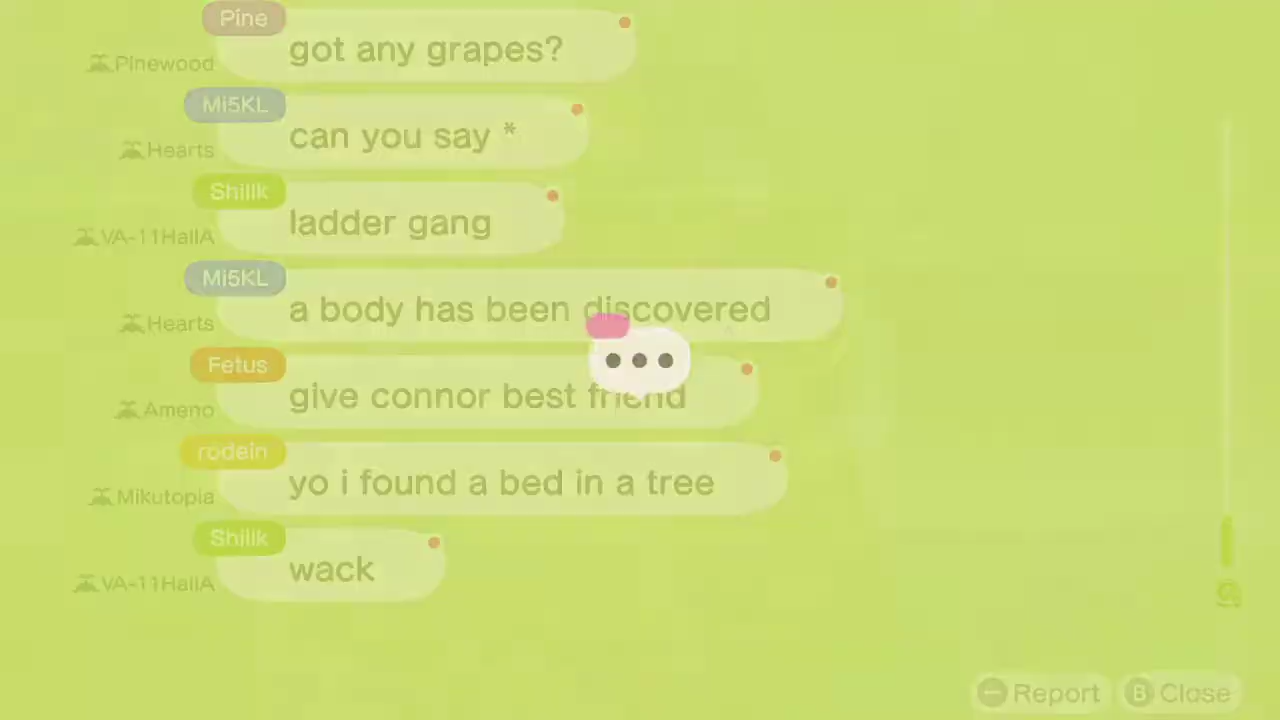 Pine
got any grapes?
Pinewood
Mi5KL
can you say *
Hearts
Shilik
ladder gang
VA-11HallA
Mi5KL
a body has been discovered
Hearts
Fetus
give connor best friend
Ameno
rodein
yo i found a bed in a tree
Mikutopia
Shilik
wack
VA-11HallA
Report
B Close